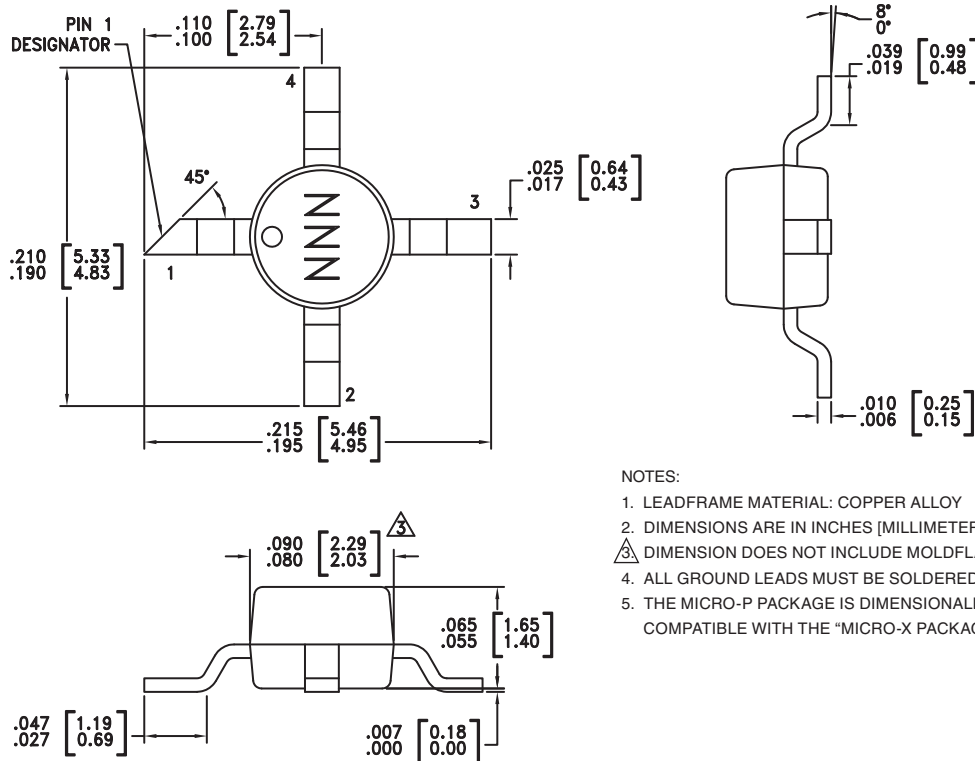 PIN 1
DESIGNATOR
.110 [2.79]
.100 [2.54]
4
45°
NNN
.025 [0.64]
.017 [0.43]
3
.210 [5.33]
.190 [4.83]
1
2
.215 [5.46]
.195 [4.95]
8°
0°
.039 [0.99]
.019 [0.48]
.010 [0.25]
.006 [0.15]
.090 [2.29]
.080 [2.03]
3
.065 [1.65]
.055 [1.40]
.047 [1.19]
.027 [0.69]
.007 [0.18]
.000 [0.00]
NOTES:
1. LEADFRAME MATERIAL: COPPER ALLOY
2. DIMENSIONS ARE IN INCHES
3. DIMENSION DOES NOT INCLUDE
4. ALL GROUND LEADS MUST BE SOLDERED
5. THE MICRO-P PACKAGE IS
COMPATIBLE WITH THE “MICRO-X